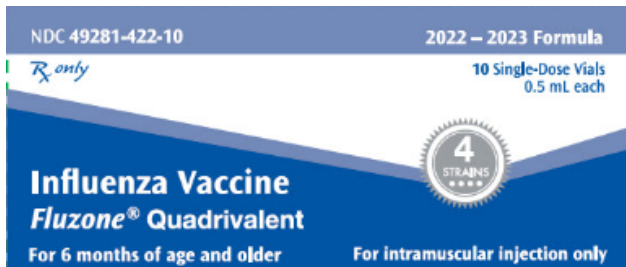 NDC 49281-422-10
2022 – 2023 Formula
Rx only
10 Single-Dose Vials
0.5 mL each
4
STRAINS
Influenza Vaccine
Fluzone® Quadrivalent
For 6 months of age and older
For intramuscular injection only